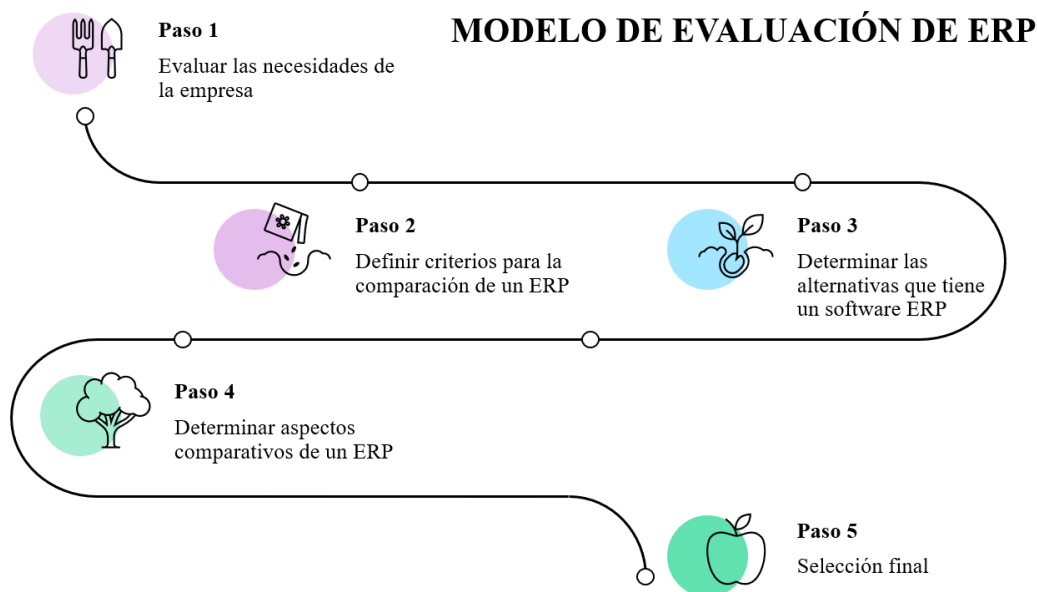 MODELO DE EVALUACIÓN DE ERP
Paso 1
Evaluar las necesidades de
la empresa
Paso 2
Definir criterios para la
comparación de un ERP
Paso 3
Determinar las
alternativas que tiene
un software ERP
Paso 4
Determinar aspectos
comparativos de un ERP
Paso 5
Selección final